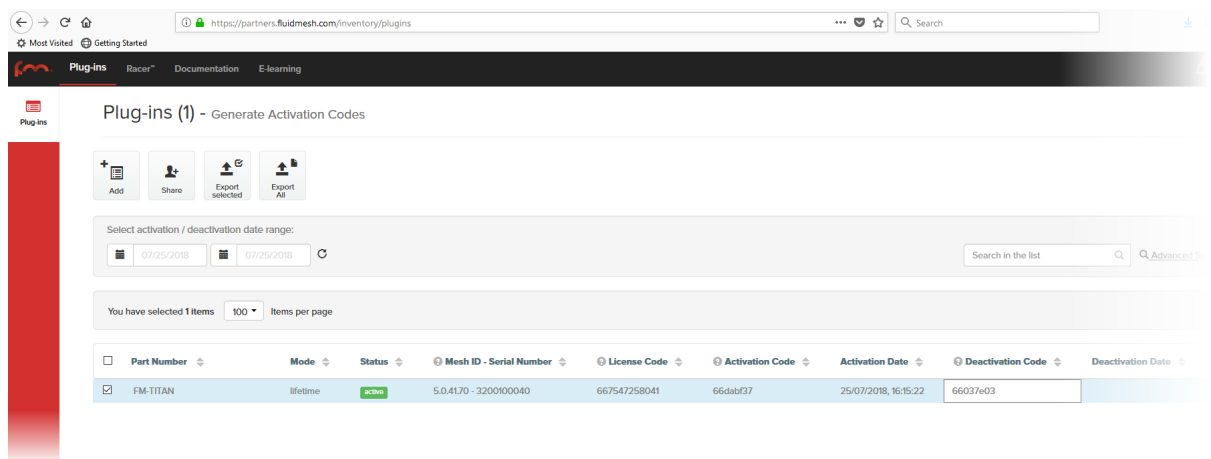 https://partners.fluidmesh.com/inventory/plugins
Search
Most Visited Getting Started
fm. Plug-ins Racer™ Documentation E-learning
Plug-ins
Plug-ins (1) - Generate Activation Codes
Add Share Export selected Export All
Select activation / deactivation date range:
07/25/2018 07/25/2018 Search in the list Advanced
You have selected 1 items 100 Items per page
Part Number Mode Status Mesh ID - Serial Number License Code Activation Code Activation Date Deactivation Code Deactivation Date
FM-TITAN lifetime active 5.0.41.70 - 3200100040 667547258041 66dabf37 25/07/2018, 16:15:22 66037e03